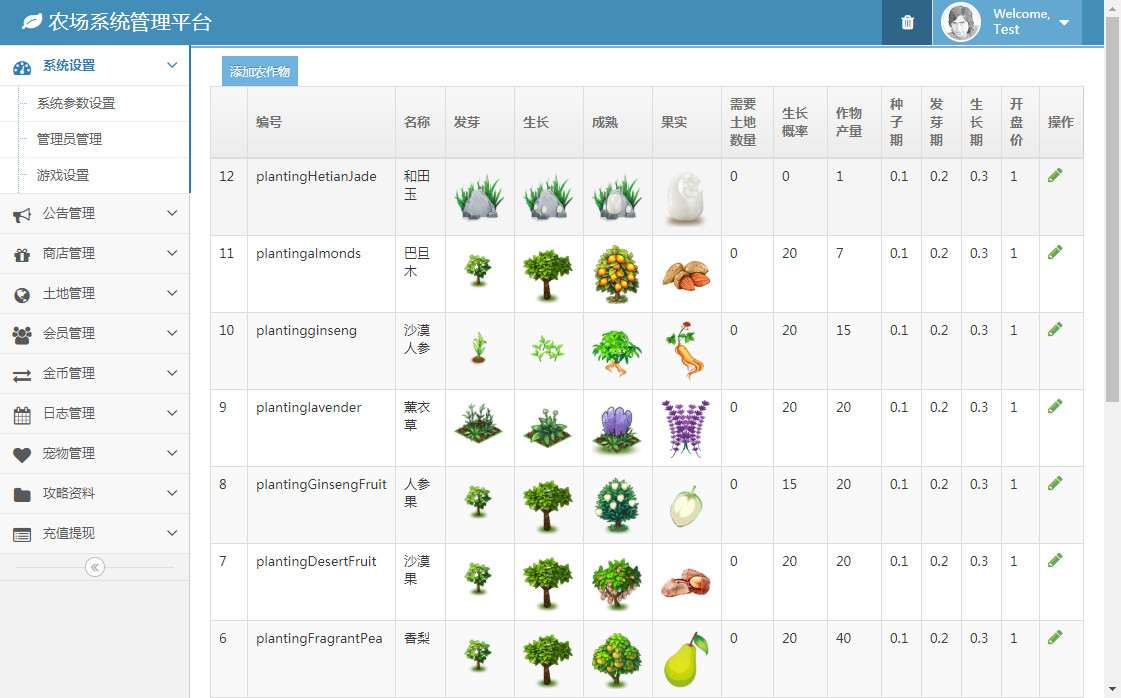 农场系统管理平台
Welcome,
Test
系统设置
系统参数设置
管理员管理
游戏设置
公告管理
商店管理
土地管理
会员管理
金币管理
日志管理
宠物管理
攻略资料
充值提现
添加农作物
编号 名称 发芽 生长 成熟 果实 需要土地数量 生长概率 作物产量 种子期 发芽期 生长期 开盘价 操作
12 plantingHetianJade 和田玉 0 0 1 0.1 0.2 0.3 1
11 plantingalmonds 巴旦木 0 20 7 0.1 0.2 0.3 1
10 plantingginseng 沙漠人参 0 20 15 0.1 0.2 0.3 1
9 plantinglavender 薰衣草 0 20 20 0.1 0.2 0.3 1
8 plantingGinsengFruit 人参果 0 15 20 0.1 0.2 0.3 1
7 plantingDesertFruit 沙漠果 0 20 20 0.1 0.2 0.3 1
6 plantingFragrantPea 香梨 0 20 40 0.1 0.2 0.3 1